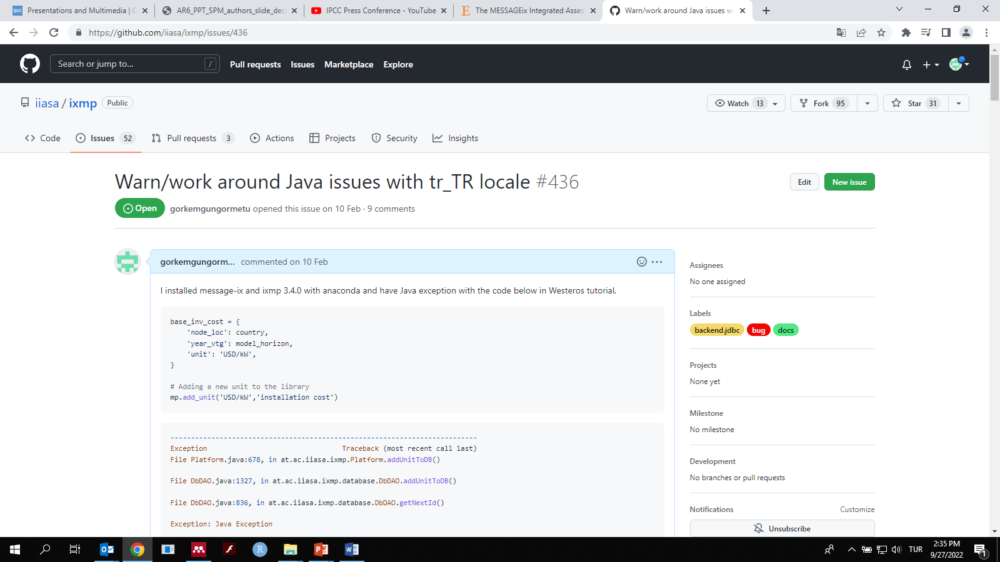 Presentations and Multimedia | C
AR6_PPT_SPM_authors_slide_dec
IPCC Press Conference - YouTube
The MESSAGEix Integrated Asses
Warn/work around Java issues wi
https://github.com/iiasa/ixmp/issues/436
Search or jump to...
/
Pull requests
Issues
Marketplace
Explore
iiasa / ixmp
Public
Watch 13
Fork 95
Star 31
Code
Issues 52
Pull requests 3
Actions
Projects
Security
Insights
Warn/work around Java issues with tr_TR locale #436
Edit
New issue
Open
gorkemgungormetu opened this issue on 10 Feb · 9 comments
gorkemgungorm... commented on 10 Feb
I installed message-ix and ixmp 3.4.0 with anaconda and have Java exception with the code below in Westeros tutorial.
base_inv_cost = {
'node_loc': country,
'year_vtg': model_horizon,
'unit': 'USD/kW',
}
# Adding a new unit to the library
mp.add_unit('USD/kW','installation cost')
---------------------------------------------------------------------------
Exception Traceback (most recent call last)
File Platform.java:678, in at.ac.iiasa.ixmp.Platform.addUnitToDB()
File DbDAO.java:1327, in at.ac.iiasa.ixmp.database.DbDAO.addUnitToDB()
File DbDAO.java:836, in at.ac.iiasa.ixmp.database.DbDAO.getNextId()
Exception: Java Exception
Assignees
No one assigned
Labels
backend.jdbc bug docs
Projects
None yet
Milestone
No milestone
Development
No branches or pull requests
Notifications
Customize
Unsubscribe
TUR
2:35 PM
9/27/2022
1